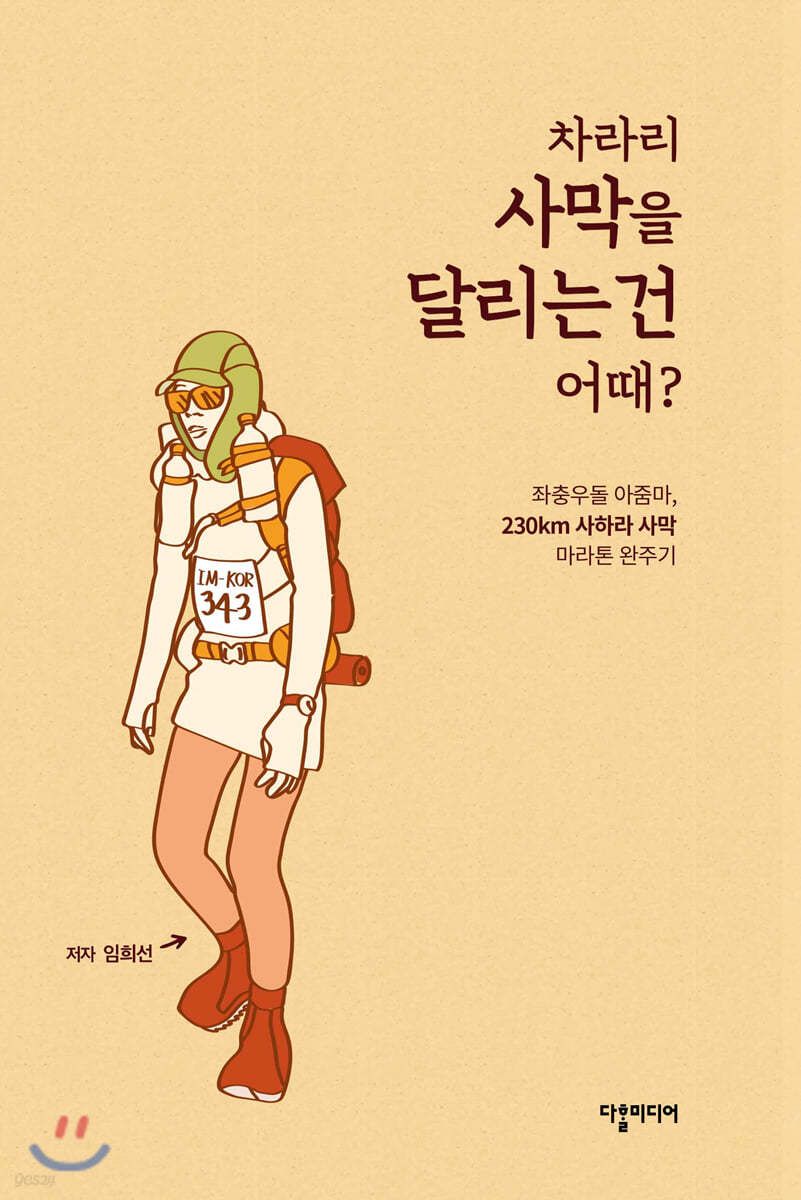 차라리
사막을
달리는건
어때?
좌충우돌 아줌마,
230km 사하라 사막
마라톤 완주기
IM-KOR
343
저자 임희선
다홀미디어
yes24